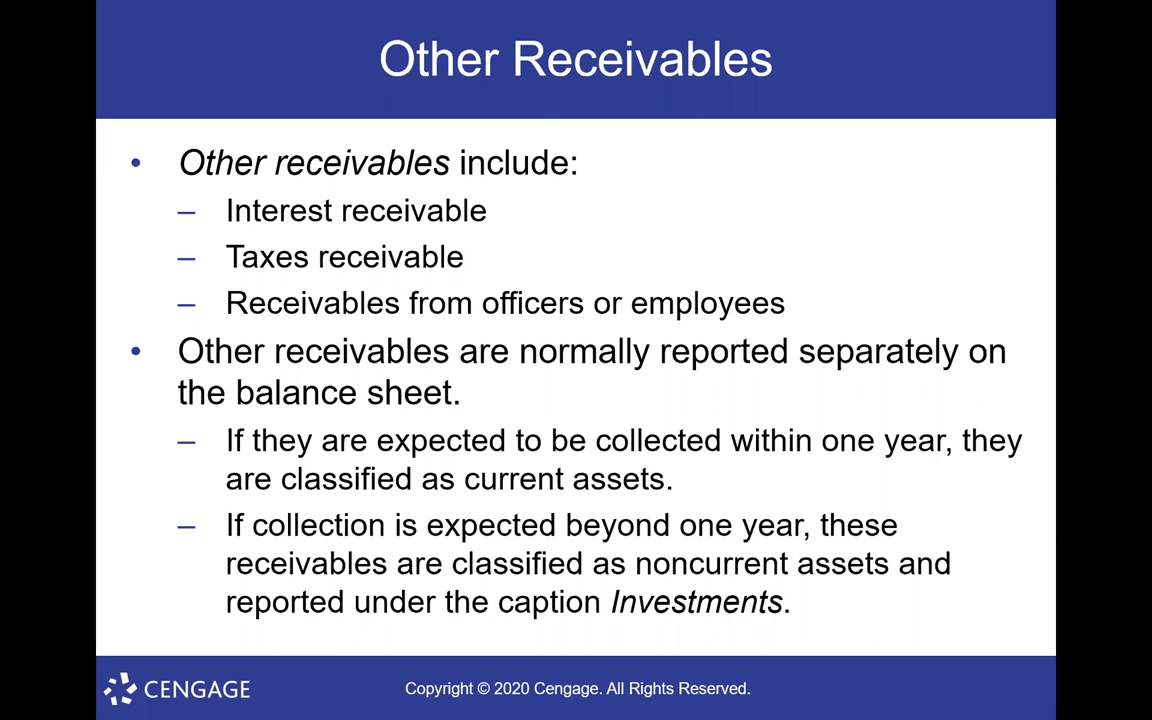 Other Receivables
• Other receivables include:
– Interest receivable
– Taxes receivable
– Receivables from officers or employees
• Other receivables are normally reported separately on
the balance sheet.
– If they are expected to be collected within one year, they
are classified as current assets.
– If collection is expected beyond one year, these
receivables are classified as noncurrent assets and
reported under the caption Investments.
CENGAGE
Copyright © 2020 Cengage. All Rights Reserved.